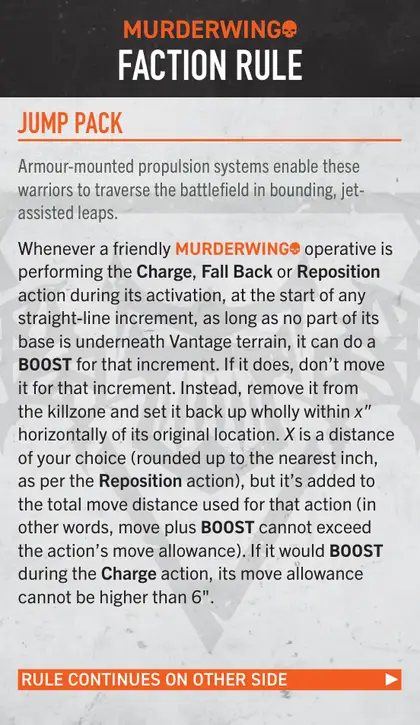 MURDERWING
FACTION RULE
JUMP PACK
Armour-mounted propulsion systems enable these
warriors to traverse the battlefield in bounding, jet-
assisted leaps.
Whenever a friendly MURDERWING operative is
performing the Charge, Fall Back or Reposition
action during its activation, at the start of any
straight-line increment, as long as no part of its
base is underneath Vantage terrain, it can do a
BOOST for that increment. If it does, don’t move
it for that increment. Instead, remove it from
the killzone and set it back up wholly within x"
horizontally of its original location. X is a distance
of your choice (rounded up to the nearest inch,
as per the Reposition action), but it’s added to
the total move distance used for that action (in
other words, move plus BOOST cannot exceed
the action’s move allowance). If it would BOOST
during the Charge action, its move allowance
cannot be higher than 6".
RULE CONTINUES ON OTHER SIDE